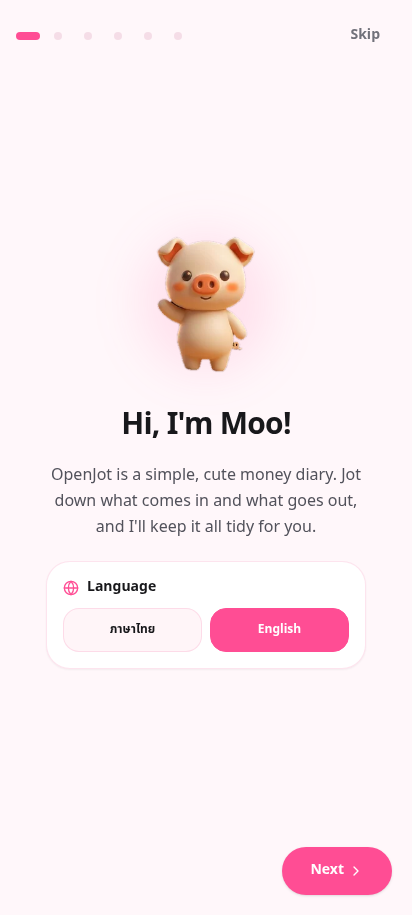 Skip
Hi, I'm Moo!
OpenJot is a simple, cute money diary. Jot
down what comes in and what goes out,
and I'll keep it all tidy for you.
Language
ภาษาไทย
English
Next